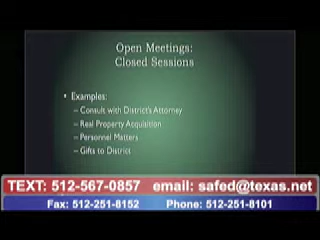 Open Meetings:
Closed Sessions
• Examples:
– Consult with District's Attorney
– Real Property Acquisition
– Personnel Matters
– Gifts to District
TEXT: 512-567-0857 email: safed@texas.net
Fax: 512-251-8152 Phone: 512-251-8101